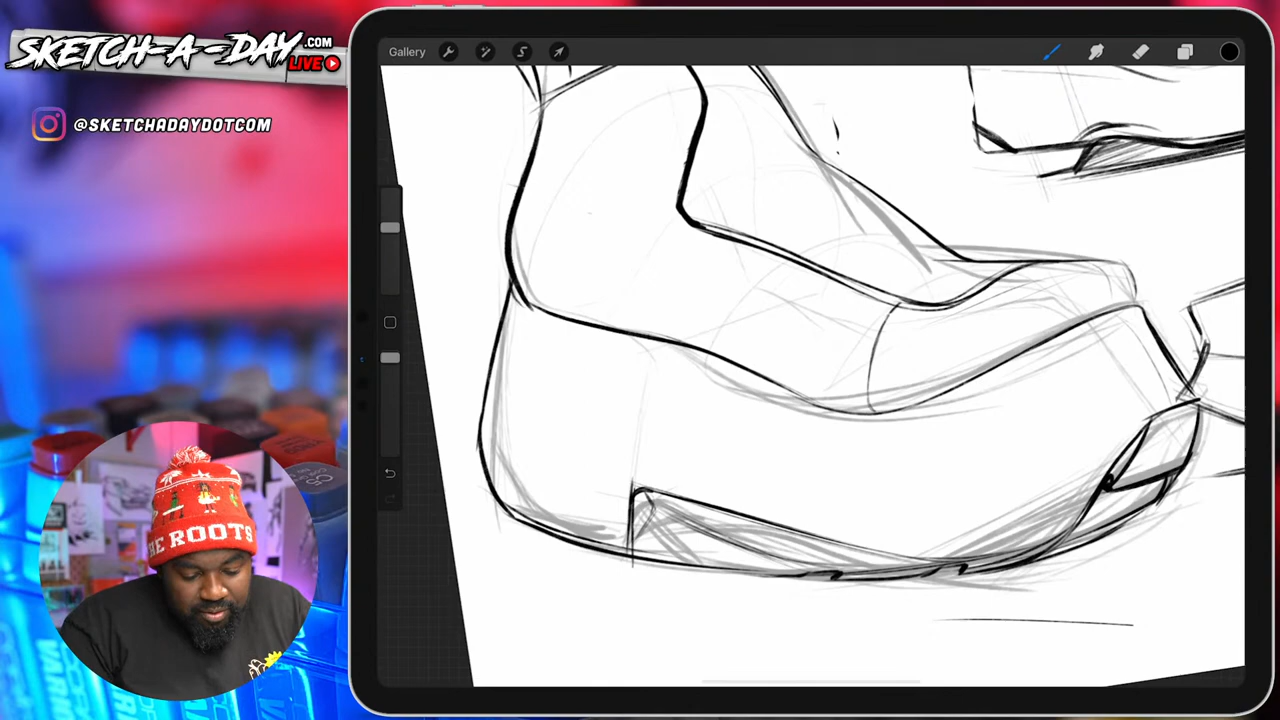 SKETCH-A-DAY.COM
LIVE
@SKETCHADAYDOTCOM
Gallery
THE ROOTS